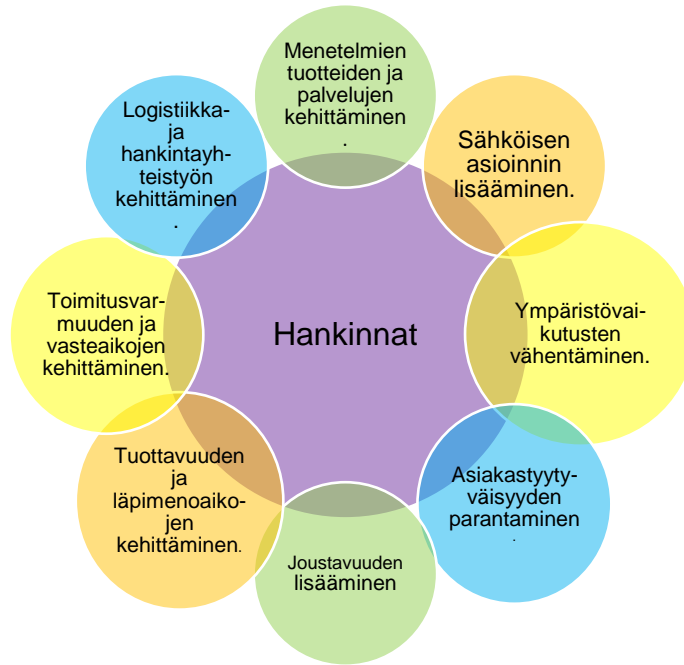 Menetelmien
tuotteiden ja
palvelujen
kehittäminen
.
Sähköisen
asioinnin
lisääminen.
Ympäristövai-
kutusten
vähentäminen.
Asiakastyyty-
väisyyden
parantaminen
.
Joustavuuden
lisääminen
Tuottavuuden
ja
läpimenoaiko-
jen
kehittäminen.
Toimitusvar-
muuden ja
vasteaikojen
kehittäminen.
Logistiikka-
ja
hankintayh-
teistyön
kehittäminen
.
Hankinnat